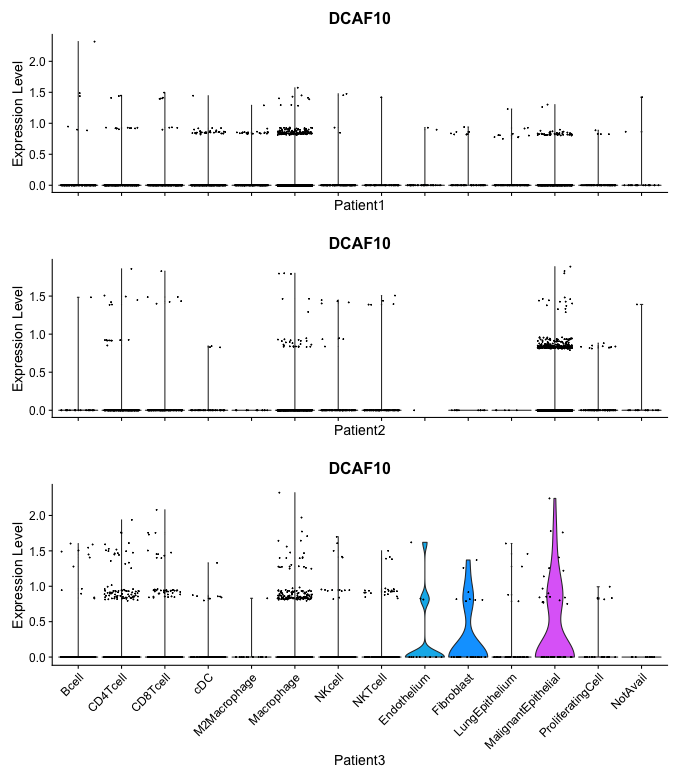 DCAF10
Expression Level
2.0
1.5
1.0
0.5
0.0
Patient1
DCAF10
Expression Level
1.5
1.0
0.5
0.0
Patient2
DCAF10
Expression Level
2.0
1.5
1.0
0.5
0.0
Bcell
CD4Tcell
CD8Tcell
cDC
M2Macrophage
Macrophage
NKcell
NKTcell
Endothelium
Fibroblast
LungEpithelium
MalignantEpithelial
ProliferatingCell
NotAvail
Patient3